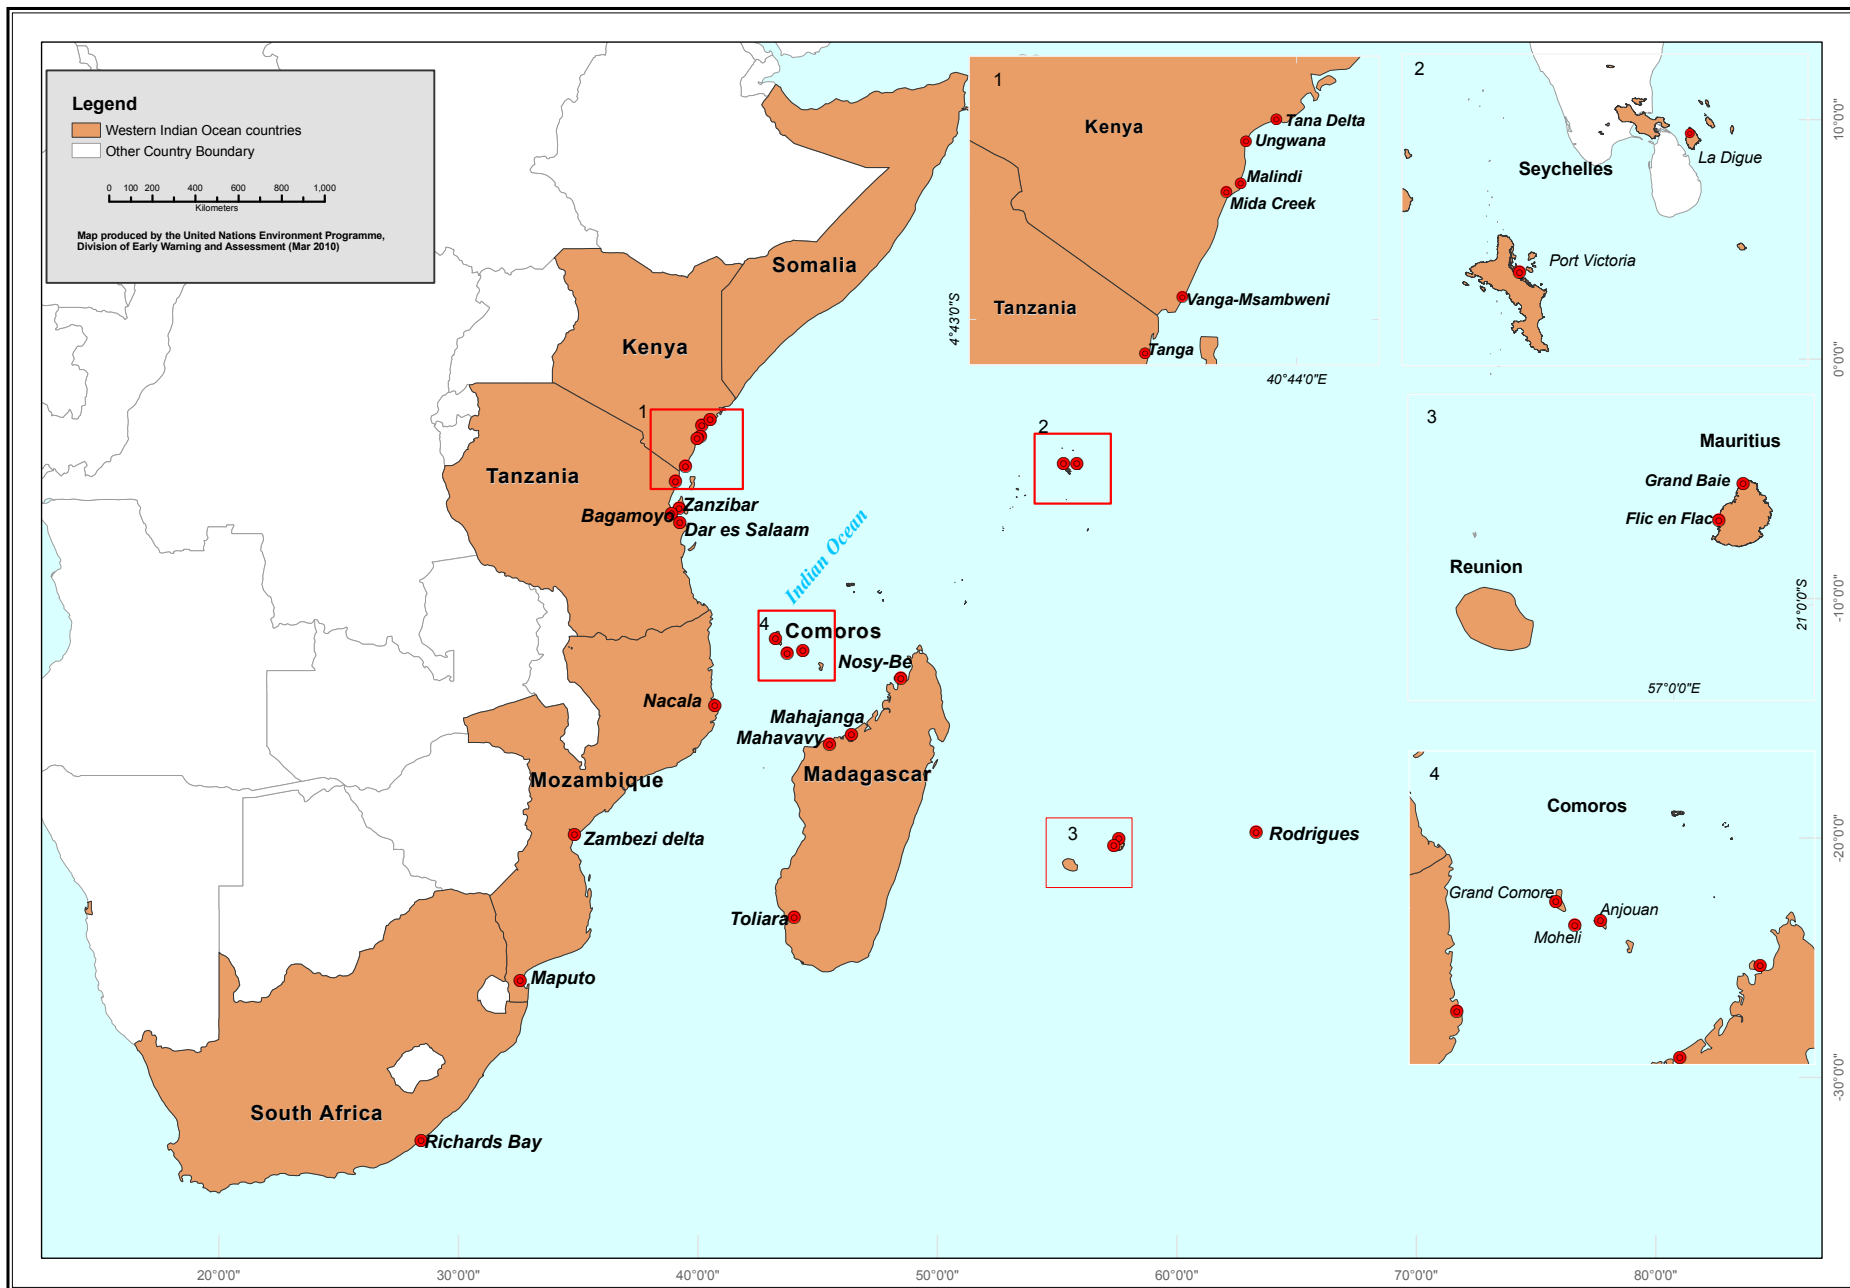 Legend
Western Indian Ocean countries
Other Country Boundary
0 100 200 400 600 800 1,000
Kilometers
Map produced by the United Nations Environment Programme,
Division of Early Warning and Assessment (Mar 2010)
Somalia
Kenya
1
Tanzania
Zanzibar
Bagamoyo
Dar es Salaam
Indian Ocean
2
4
Comoros
Nosy-Be
Nacala
Mahajanga
Mahavavy
Madagascar
Mozambique
Zambezi delta
3
Rodrigues
Toliara
Maputo
South Africa
Richards Bay
1
Kenya
Tana Delta
Ungwana
Malindi
Mida Creek
Vanga-Msambweni
Tanzania
Tanga
4°43'0"S
40°44'0"E
2
La Digue
Seychelles
Port Victoria
3
Mauritius
Grand Baie
Flic en Flac
Reunion
21°0'0"S
57°0'0"E
4
Comoros
Grand Comore
Anjouan
Moheli
10°0'0"
0°0'0"
-10°0'0"
-20°0'0"
-30°0'0"
20°0'0"
30°0'0"
40°0'0"
50°0'0"
60°0'0"
70°0'0"
80°0'0"